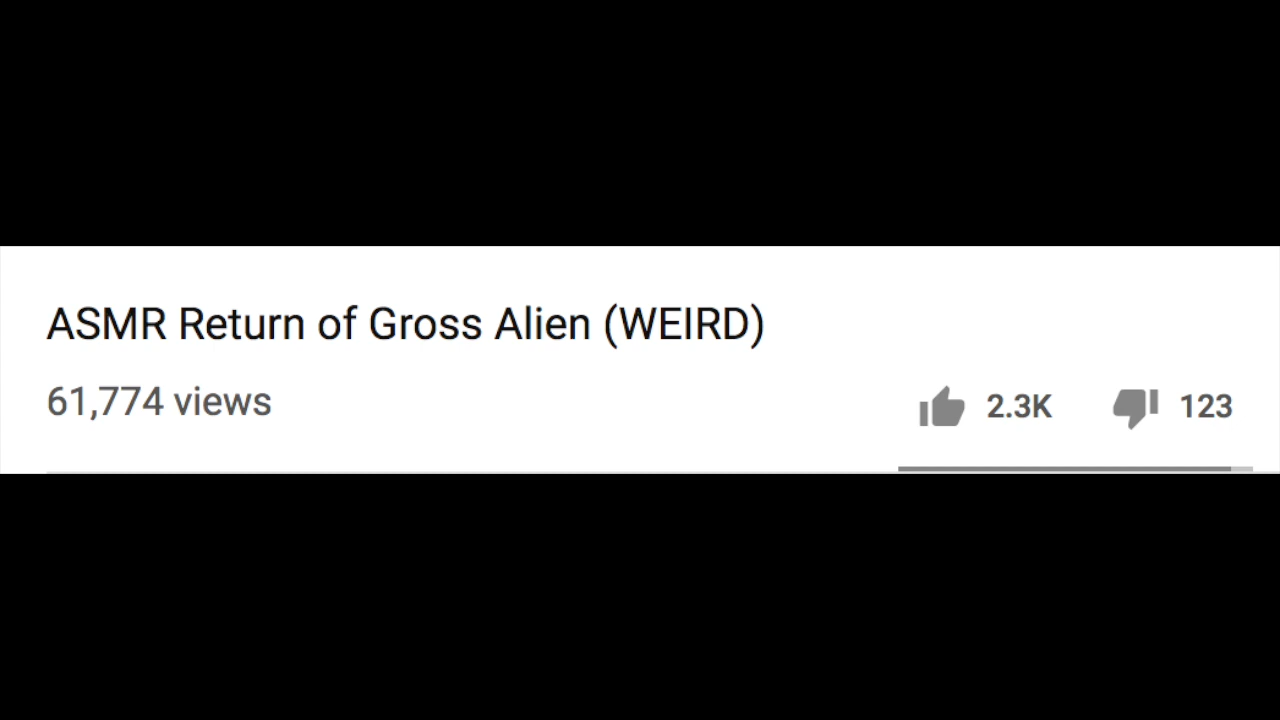 ASMR Return of Gross Alien (WEIRD)
61,774 views
2.3K 123